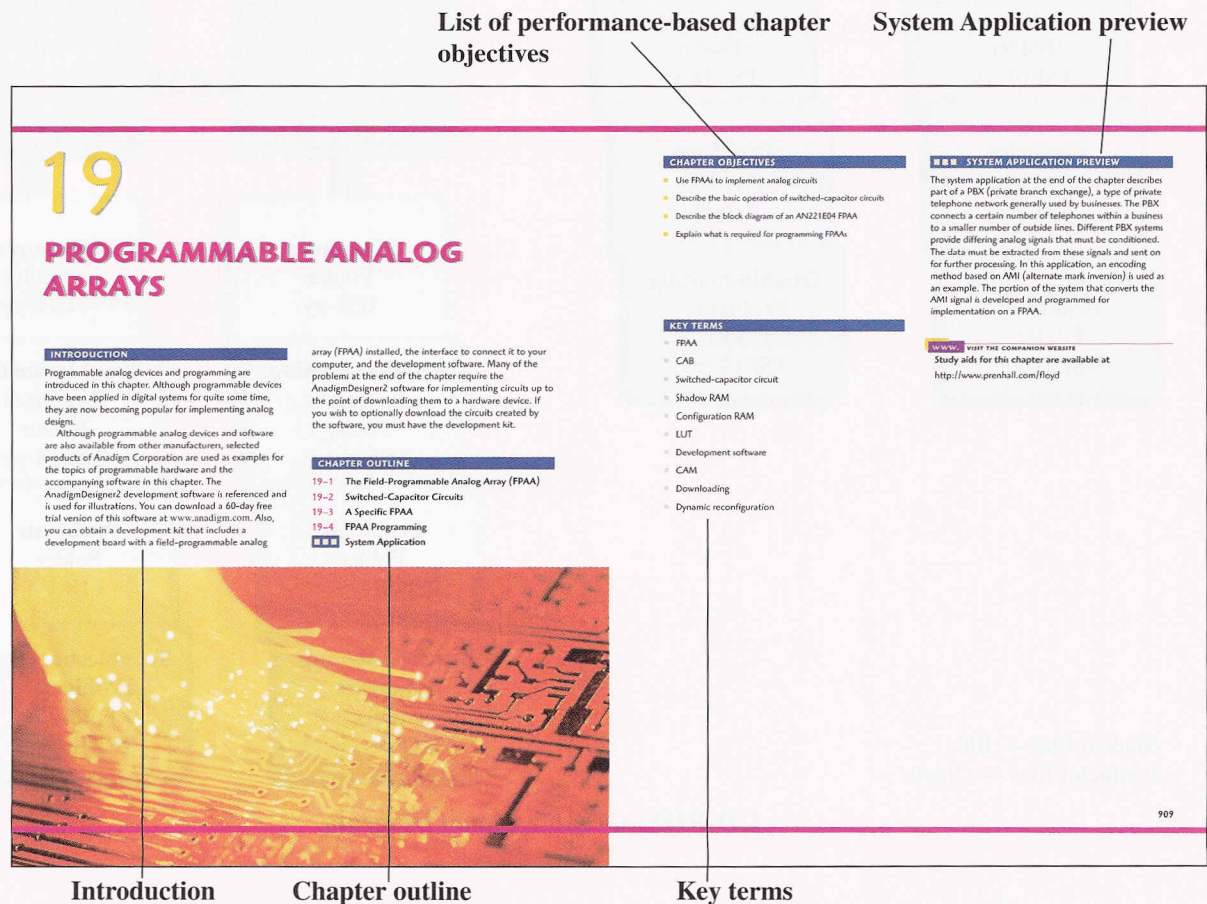 List of performance-based chapter
objectives
System Application preview
19
PROGRAMMABLE ANALOG
ARRAYS
INTRODUCTION
Programmable analog devices and programming are
introduced in this chapter. Although programmable devices
have been applied in digital systems for quite some time,
they are now becoming popular for implementing analog
designs.
Although programmable analog devices and software
are also available from other manufacturers, selected
products of Anadigm Corporation are used as examples for
the topics of programmable hardware and the
accompanying software in this chapter. The
AnadigmDesigner2 development software is referenced and
is used for illustrations. You can download a 60-day free
trial version of this software at www.anadigm.com. Also,
you can obtain a development kit that includes a
development board with a field-programmable analog
array (FPAA) installed, the interface to connect it to your
computer, and the development software. Many of the
problems at the end of the chapter require the
AnadigmDesigner2 software for implementing circuits up to
the point of downloading them to a hardware device. If
you wish to optionally download the circuits created by
the software, you must have the development kit.
CHAPTER OUTLINE
19–1 The Field-Programmable Analog Array (FPAA)
19–2 Switched-Capacitor Circuits
19–3 A Specific FPAA
19–4 FPAA Programming
System Application
CHAPTER OBJECTIVES
Use FPAAs to implement analog circuits
Describe the basic operation of switched-capacitor circuits
Describe the block diagram of an AN221E04 FPAA
Explain what is required for programming FPAAs
KEY TERMS
FPAA
CAB
Switched-capacitor circuit
Shadow RAM
Configuration RAM
LUT
Development software
CAM
Downloading
Dynamic reconfiguration
SYSTEM APPLICATION PREVIEW
The system application at the end of the chapter describes
part of a PBX (private branch exchange), a type of private
telephone network generally used by businesses. The PBX
connects a certain number of telephones within a business
to a smaller number of outside lines. Different PBX systems
provide differing analog signals that must be conditioned.
The data must be extracted from these signals and sent on
for further processing. In this application, an encoding
method based on AMI (alternate mark inversion) is used as
an example. The portion of the system that converts the
AMI signal is developed and programmed for
implementation on a FPAA.
www. VISIT THE COMPANION WEBSITE
Study aids for this chapter are available at
http://www.prenhall.com/floyd
909
Introduction
Chapter outline
Key terms